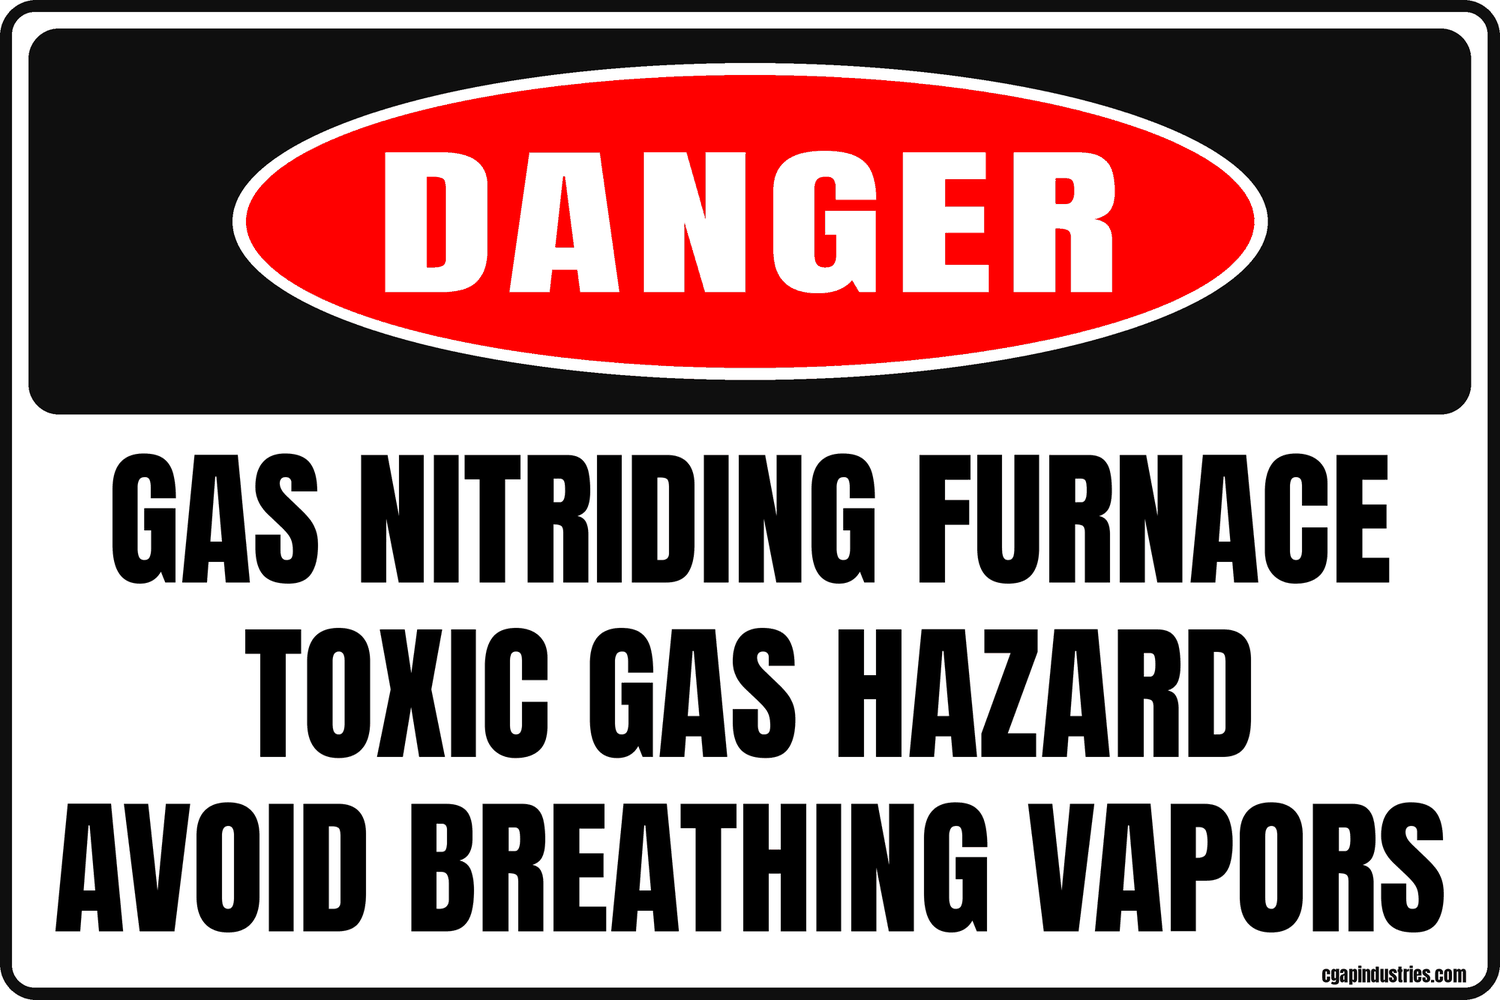 DANGER
GAS NITRIDING FURNACE
TOXIC GAS HAZARD
AVOID BREATHING VAPORS
cgapindustries.com